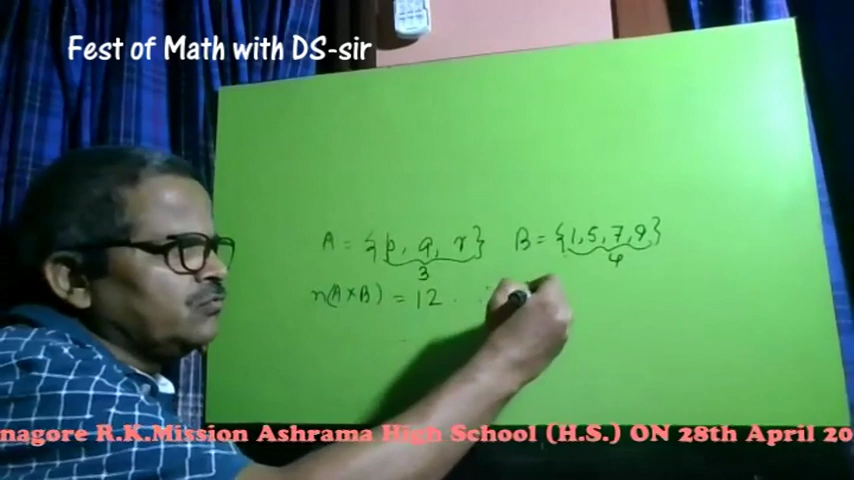 Fest of Math with DS-sir
A = {p, q, r} B = {1, 5, 7, 9}
3 4
n(A×B) = 12
nagore R.K.Mission Ashrama High School (H.S.) ON 28th April 20